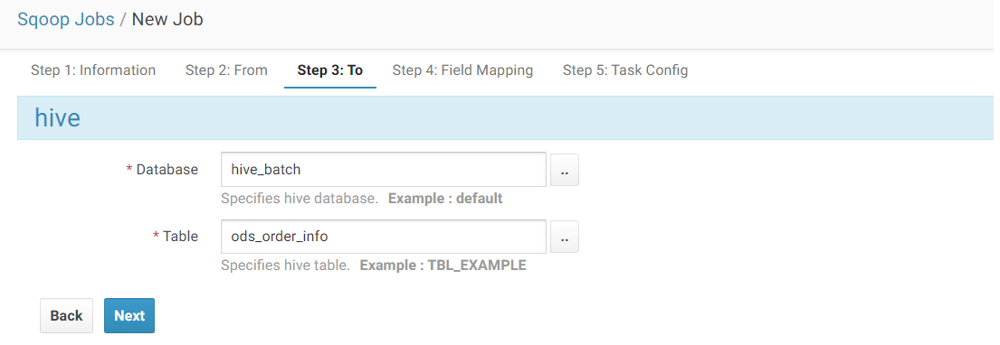 Sqoop Jobs / New Job
Step 1: Information Step 2: From Step 3: To Step 4: Field Mapping Step 5: Task Config
hive
* Database hive_batch ..
Specifies hive database. Example : default
* Table ods_order_info ..
Specifies hive table. Example : TBL_EXAMPLE
Back Next